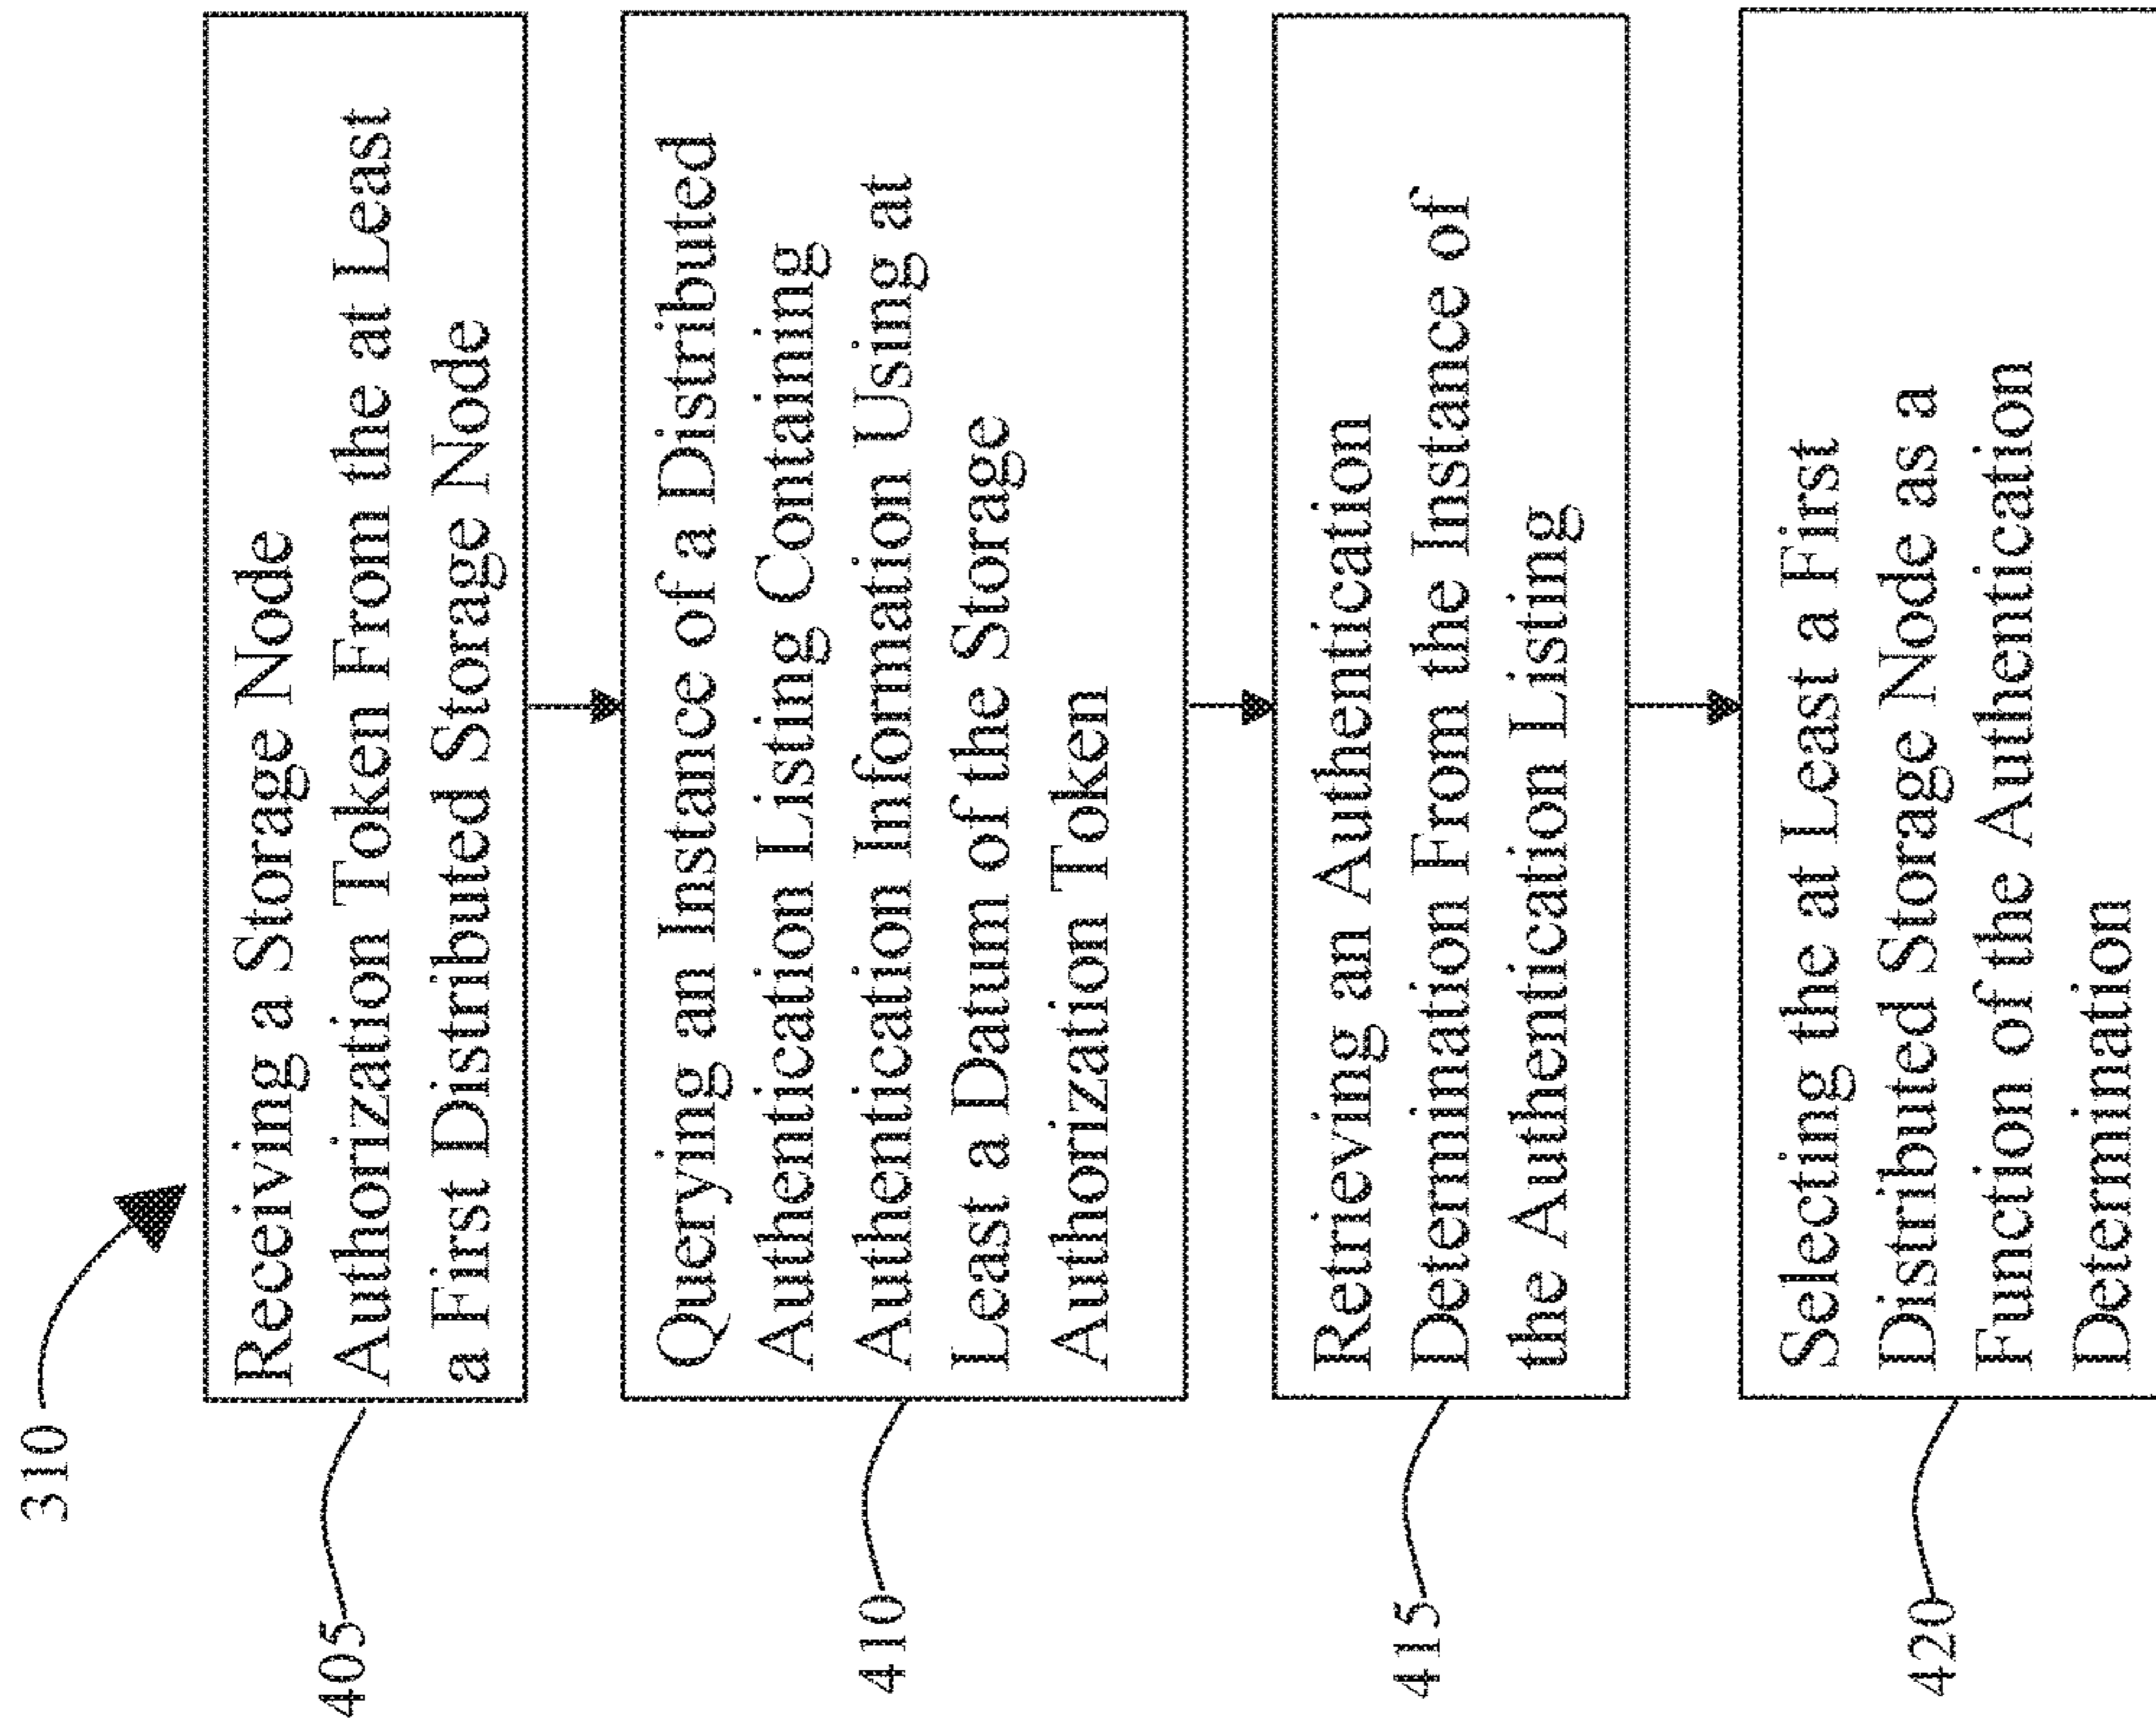 310
405
Receiving a Storage Node
Authorization Token From the at Least
a First Distributed Storage Node
410
Querying an Instance of a Distributed
Authentication Listing Containing
Authentication Information Using at
Least a Datum of the Storage
Authorization Token
415
Retrieving an Authentication
Determination From the Instance of
the Authentication Listing
420
Selecting the at Least a First
Distributed Storage Node as a
Function of the Authentication
Determination